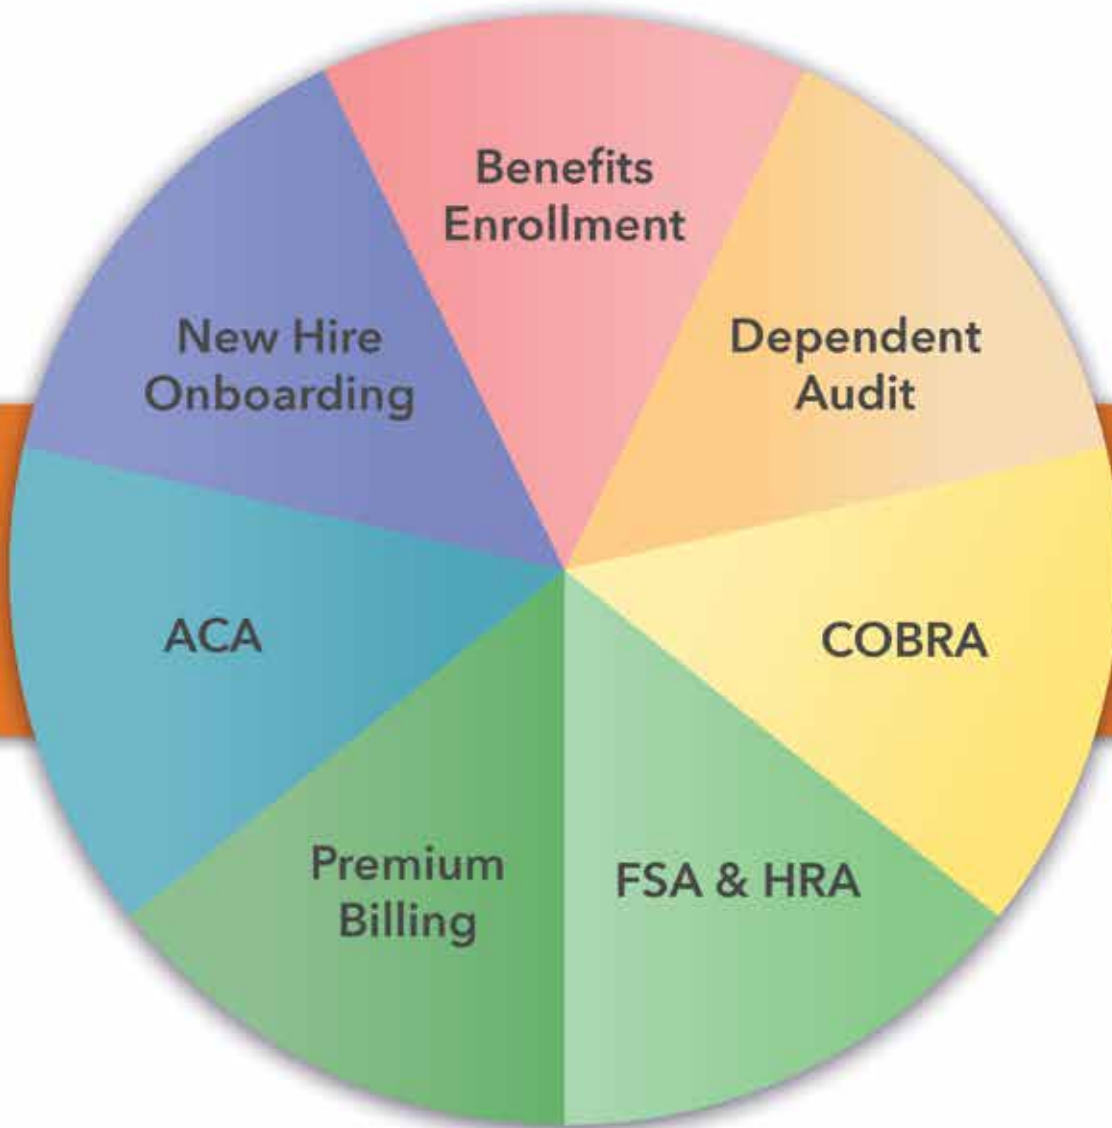 Benefits
Enrollment
Dependent
Audit
COBRA
FSA & HRA
Premium
Billing
ACA
New Hire
Onboarding